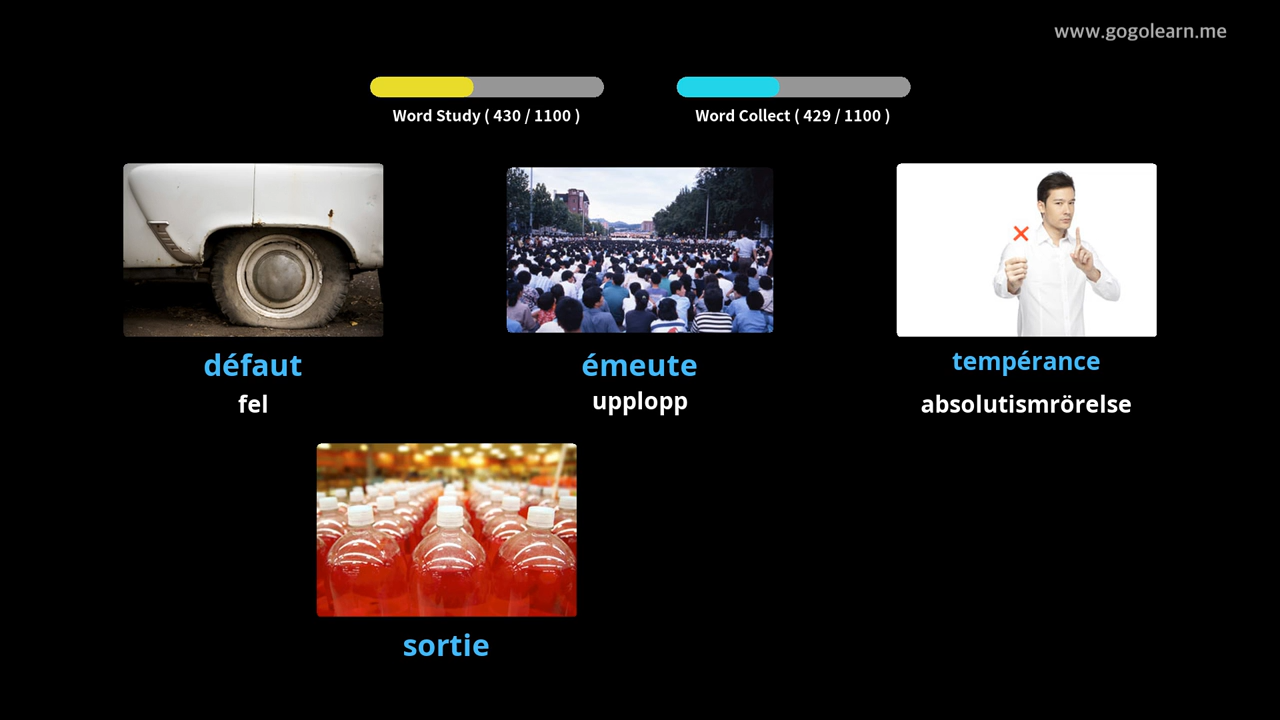 www.gogolearn.me
Word Study ( 430 / 1100 )
Word Collect ( 429 / 1100 )
défaut
fel
émeute
upplopp
tempérance
absolutismrörelse
sortie